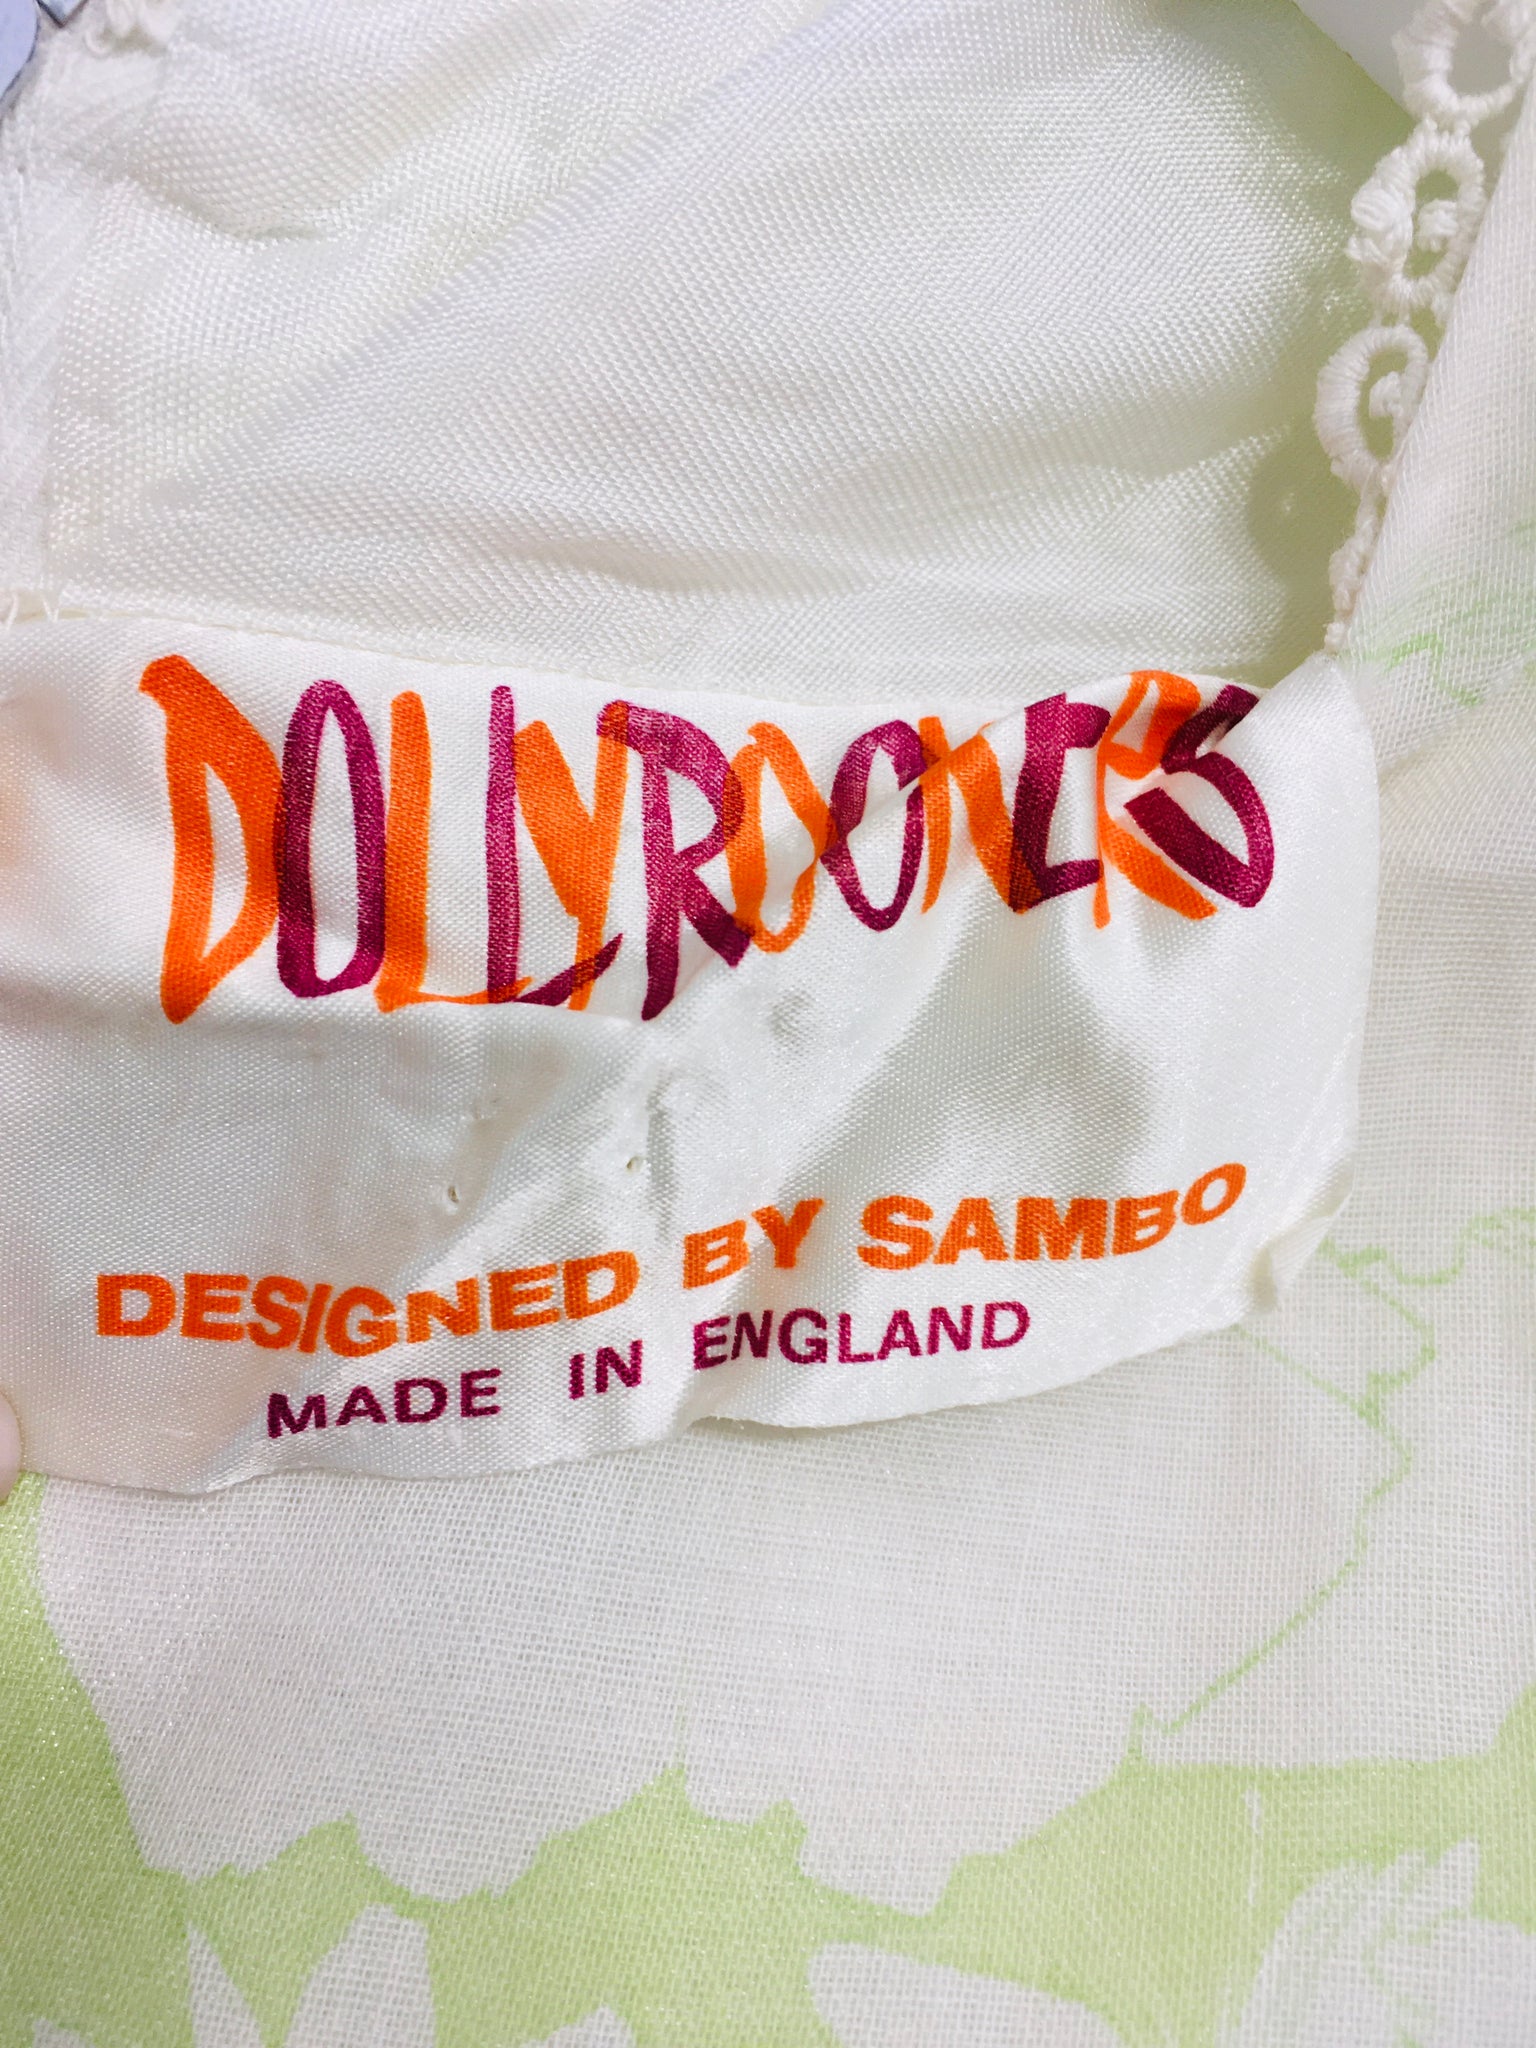 DOLLYROCKERS
DESIGNED BY SAMBO
MADE IN ENGLAND